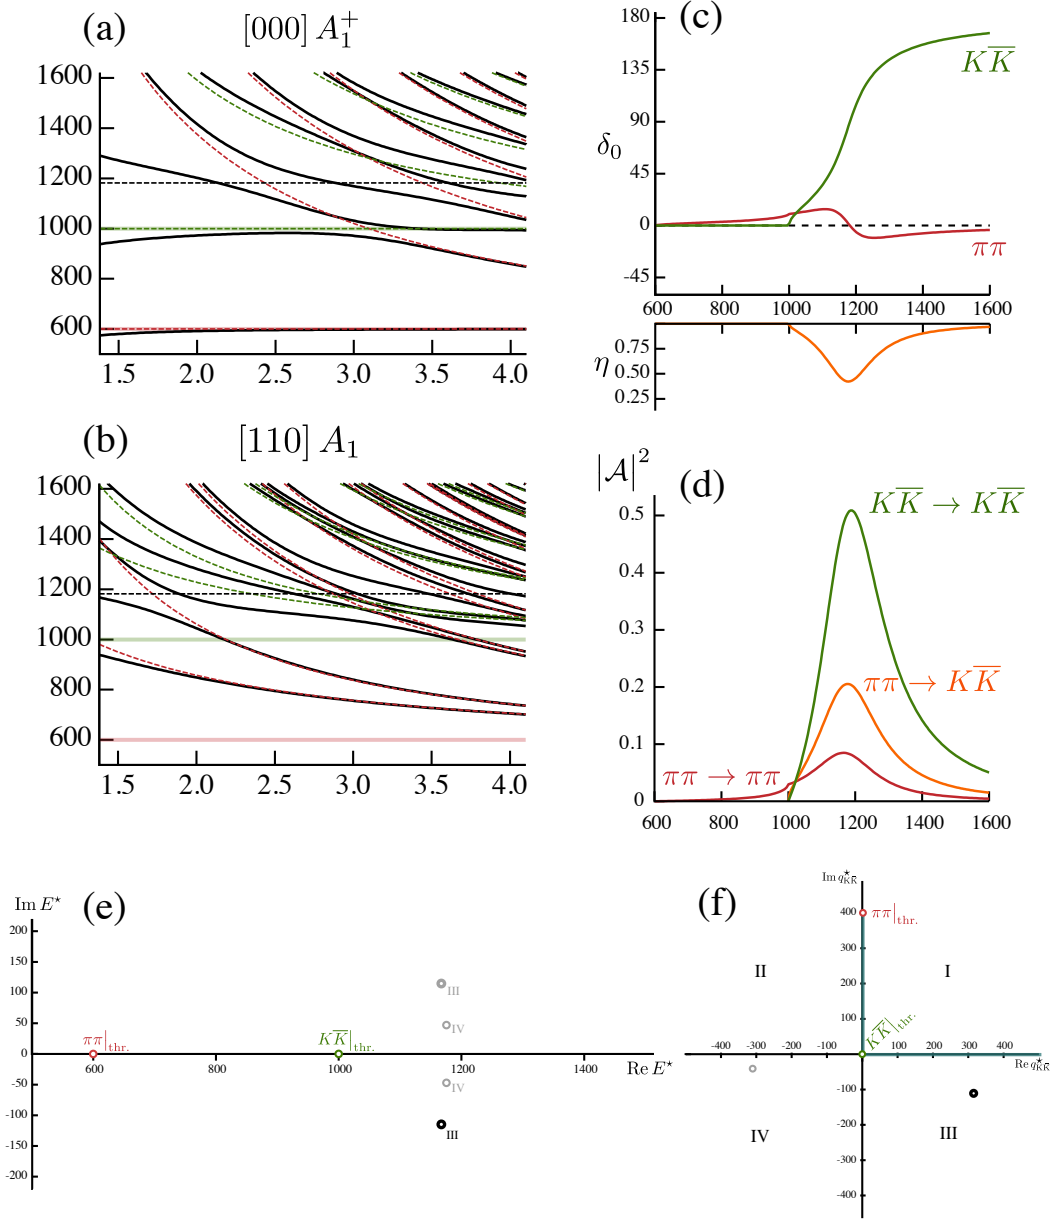 (a)
[000] A₁⁺
1600
1400
1200
1000
800
600
1.5 2.0 2.5 3.0 3.5 4.0
(b)
[110] A₁
1600
1400
1200
1000
800
600
1.5 2.0 2.5 3.0 3.5 4.0
(c)
180
135
90
45
0
-45
δ₀
KK̅
ππ
600 800 1000 1200 1400 1600
η
0.75
0.50
0.25
|𝒜|²
(d)
0.5
0.4
0.3
0.2
0.1
0
KK̅ → KK̅
ππ → KK̅
ππ → ππ
600 800 1000 1200 1400 1600
(e)
Im E⋆
200
150
100
50
0
-50
-100
-150
-200
ππ|thr.
KK̅|thr.
600 800 1000 1200 1400
Re E⋆
III
IV
IV
III
(f)
Im q⋆KK̅
400
300
200
100
0
-100
-200
-300
-400
ππ|thr.
KK̅|thr.
II
I
IV
III
-400 -300 -200 -100 100 200 300 400
Re q⋆KK̅